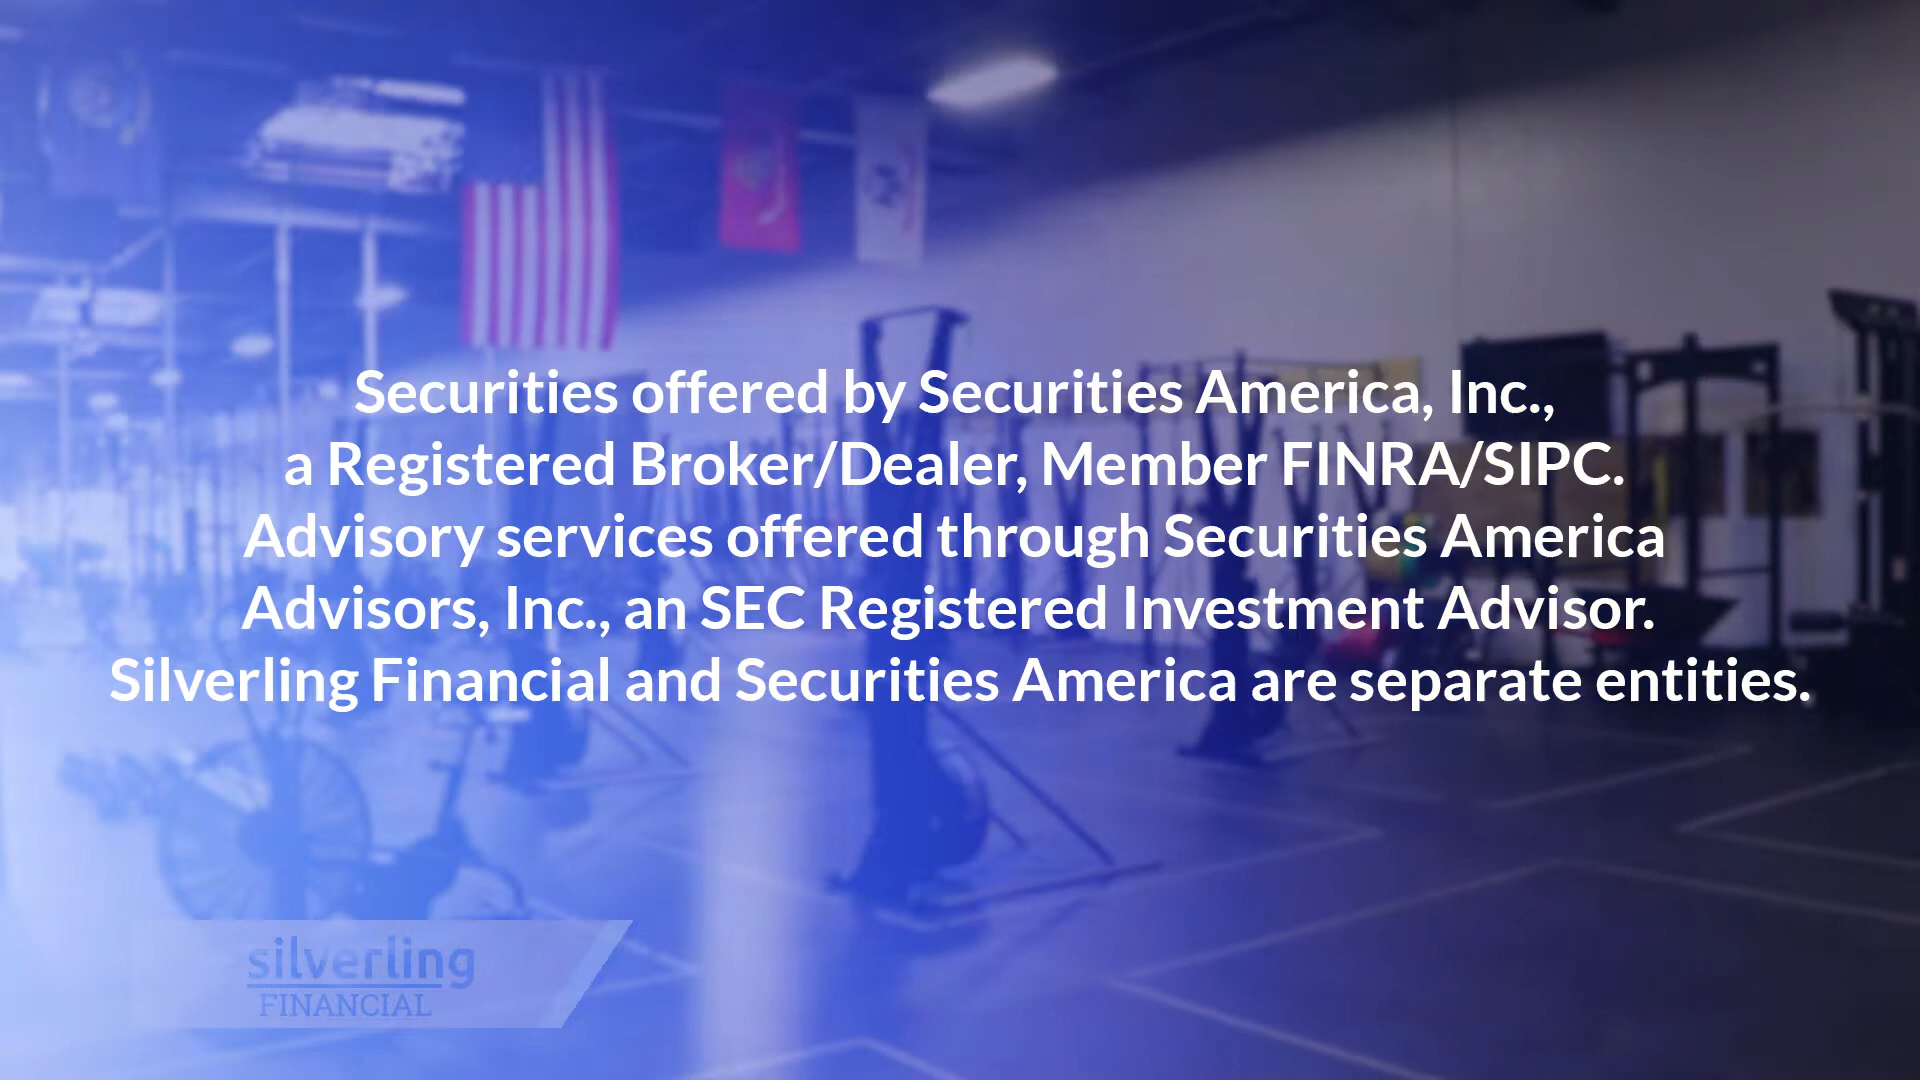 Securities offered by Securities America, Inc.,
a Registered Broker/Dealer, Member FINRA/SIPC.
Advisory services offered through Securities America
Advisors, Inc., an SEC Registered Investment Advisor.
Silverling Financial and Securities America are separate entities.
silverling
FINANCIAL